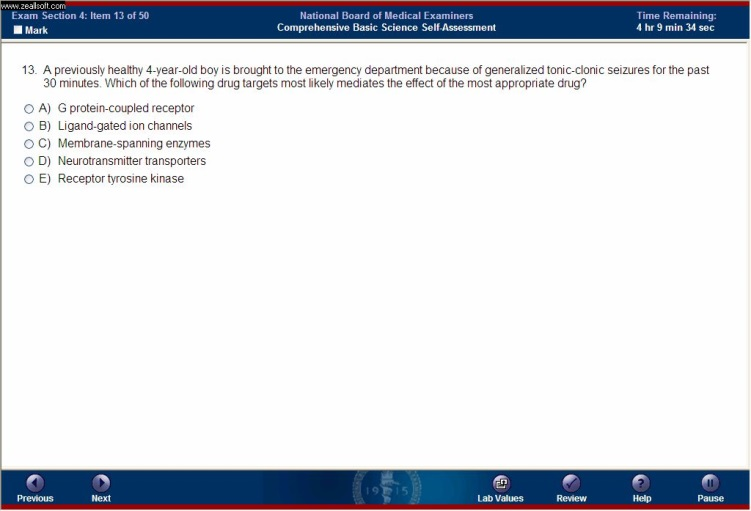 www.zeallsoft.com
Exam Section 4: Item 13 of 50
National Board of Medical Examiners
Time Remaining:
Mark
Comprehensive Basic Science Self-Assessment
4 hr 9 min 34 sec
13. A previously healthy 4-year-old boy is brought to the emergency department because of generalized tonic-clonic seizures for the past
30 minutes. Which of the following drug targets most likely mediates the effect of the most appropriate drug?
A) G protein-coupled receptor
B) Ligand-gated ion channels
C) Membrane-spanning enzymes
D) Neurotransmitter transporters
E) Receptor tyrosine kinase
1915
Previous
Next
Lab Values
Review
Help
Pause